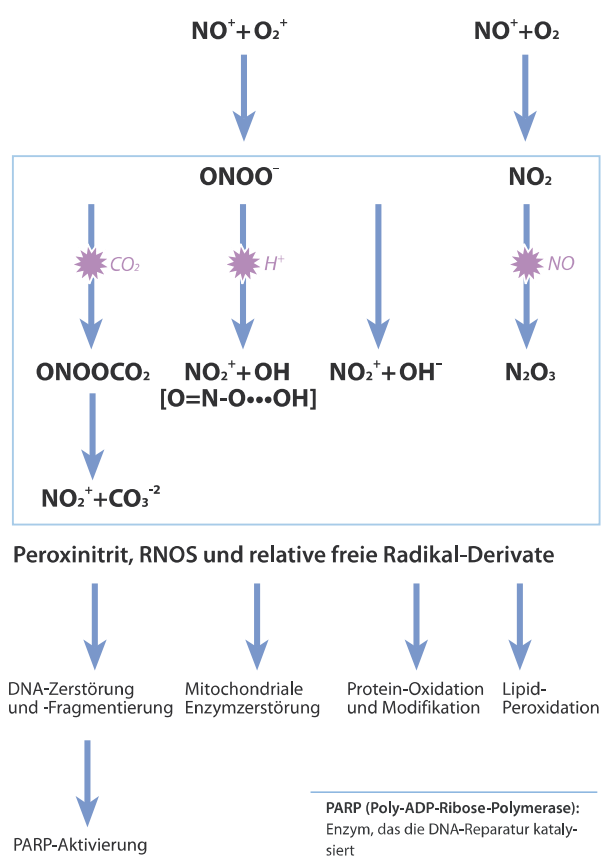 NO⁺+O₂⁺ NO⁺+O₂
ONOO⁻ NO₂
CO₂ H⁺ NO
ONOOCO₂ NO₂⁺+OH NO₂⁺+OH⁻ N₂O₃
[O=N-O•••OH]
NO₂⁺+CO₃⁻²
Peroxinitrit, RNOS und relative freie Radikal-Derivate
DNA-Zerstörung
und -Fragmentierung
Mitochondriale
Enzymzerstörung
Protein-Oxidation
und Modifikation
Lipid-
Peroxidation
PARP-Aktivierung
PARP (Poly-ADP-Ribose-Polymerase):
Enzym, das die DNA-Reparatur kataly-
siert